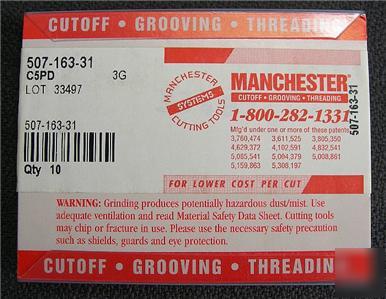 CUTOFF • GROOVING • THREADING
507-163-31
C5PD 3G
LOT 33497
507-163-31
Qty 10
MANCHESTER
SYSTEMS
CUTTING TOOLS
MANCHESTER®
CUTOFF • GROOVING • THREADING
1-800-282-1331
Mfg'd under one or more of these patents
3,760,474 3,611,525 3,805,350
4,629,372 4,102,591 4,832,541
5,085,541 5,094,379 5,008,861
5,159,863 5,308,197
507-163-31
FOR LOWER COST PER CUT
WARNING: Grinding produces potentially hazardous dust/mist. Use
adequate ventilation and read Material Safety Data Sheet. Cutting tools
may chip or fracture in use. Please use the necessary safety precaution
such as shields, guards and eye protection.
CUTOFF • GROOVING • THREADING